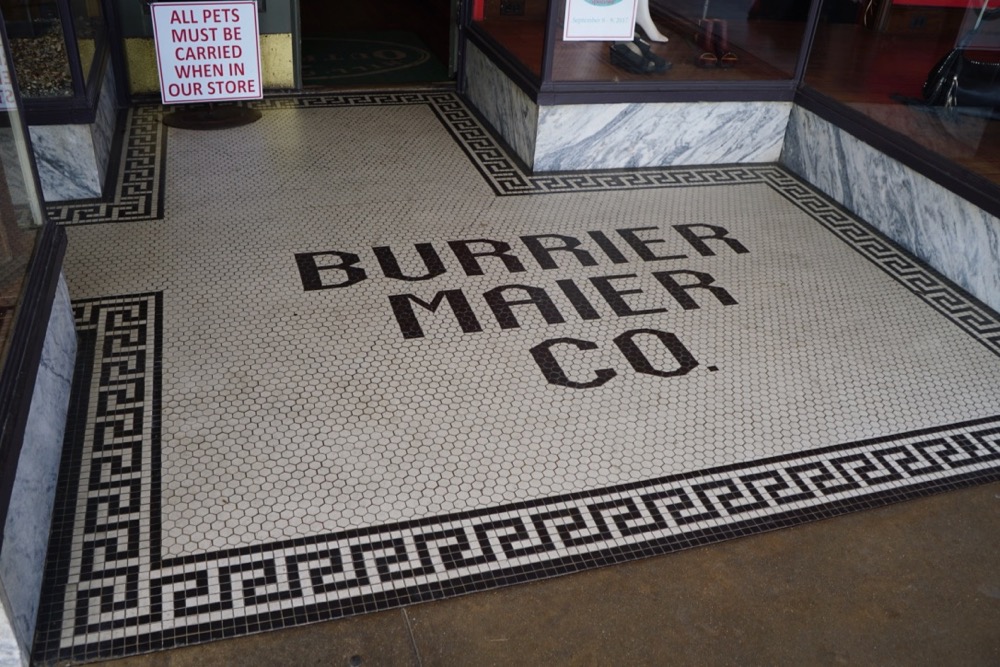 ALL PETS
MUST BE
CARRIED
WHEN IN
OUR STORE
BURRIER
MAIER
CO.